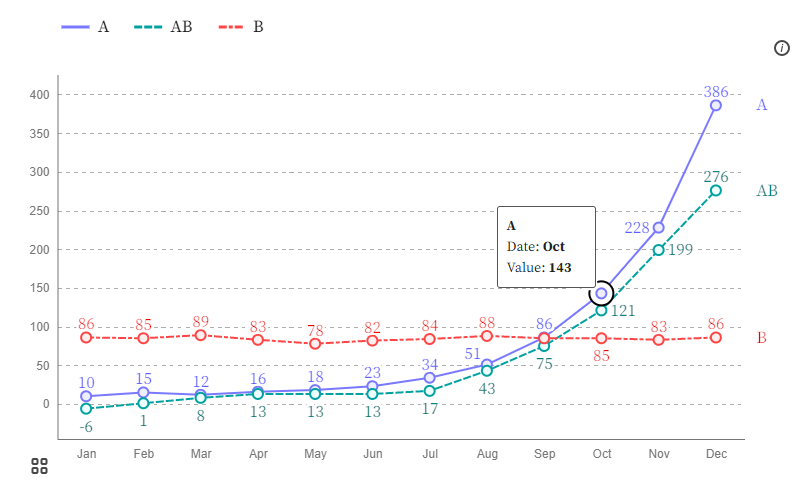 A AB B
i
400
350
300
250
200
150
100
50
0
386
A
276
AB
228
199
A
Date: Oct
Value: 143
121
86 85 89 83 78 82 84 88 86 85 83 86
B
10 15 12 16 18 23 34 51
-6 1 8 13 13 13 17 43 75
Jan Feb Mar Apr May Jun Jul Aug Sep Oct Nov Dec